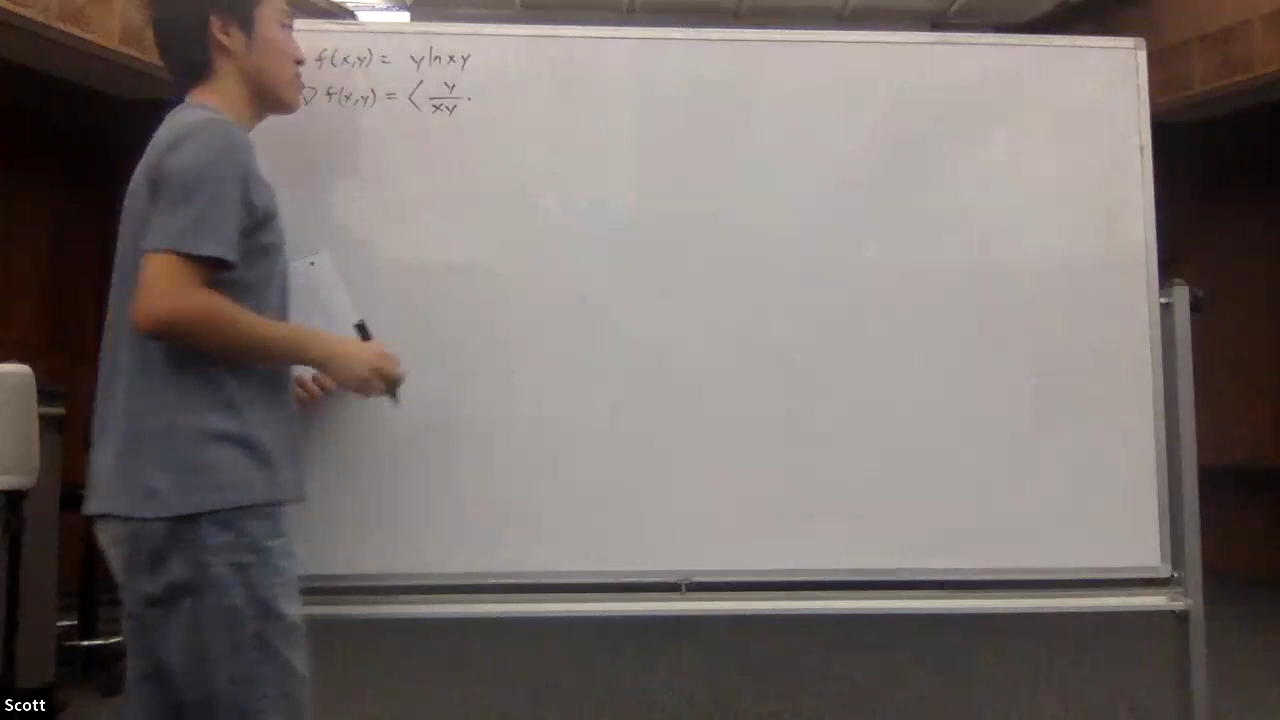 f(x,y) = y ln xy
∇ f(x,y) = ⟨ y/xy .
Scott